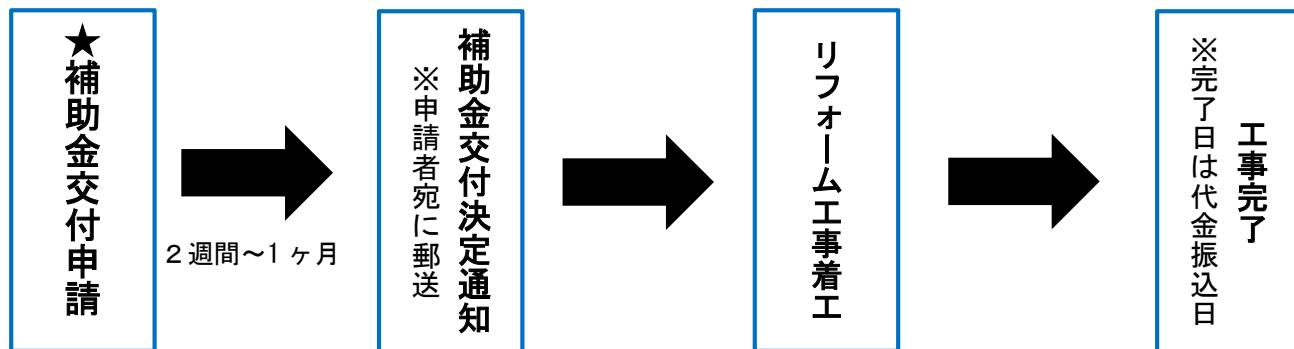 ★補助金交付申請
2週間～1ヶ月
補助金交付決定通知
※申請者宛に郵送
リフォーム工事着工
工事完了
※完了日は代金振込日